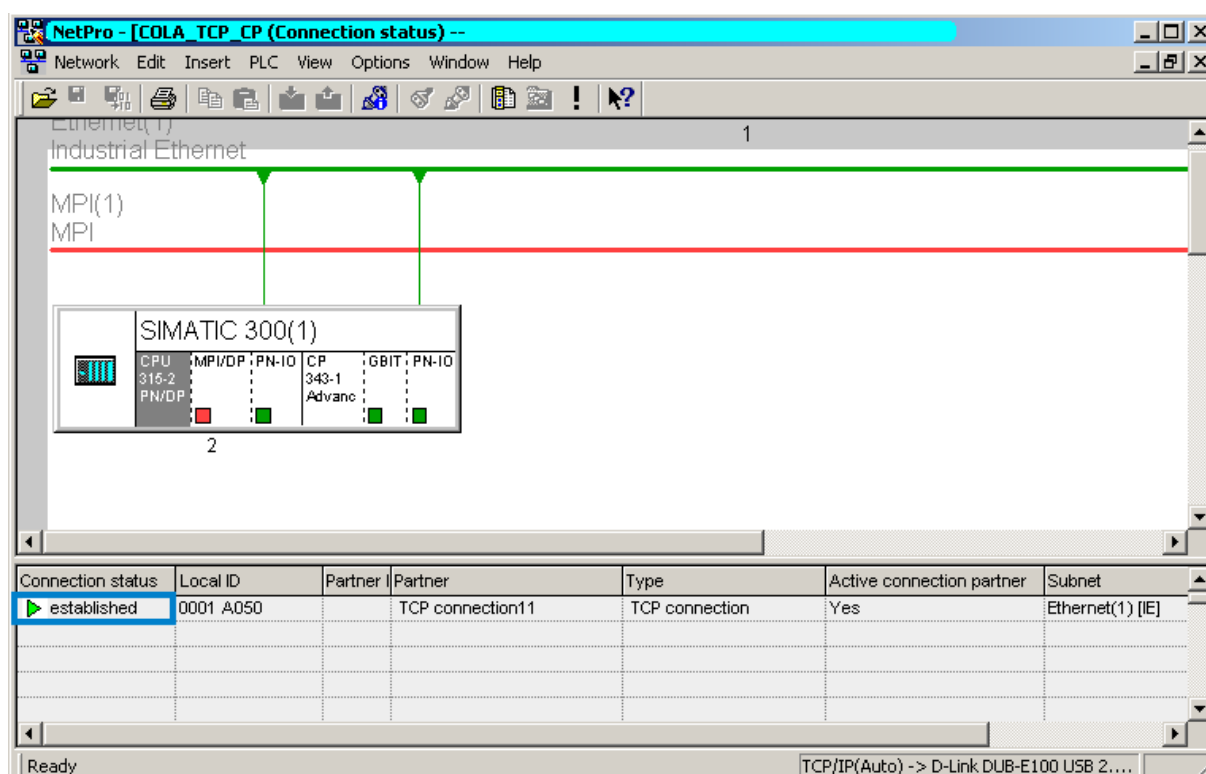 NetPro - [COLA_TCP_CP (Connection status) --
Network Edit Insert PLC View Options Window Help
Ethernet(1)
1
Industrial Ethernet
MPI(1)
MPI
SIMATIC 300(1)
CPU 315-2 PN/DP MPI/DP PN-IO CP 343-1 Advanc GBIT PN-IO
2
Connection status Local ID Partner I Partner Type Active connection partner Subnet
established 0001 A050 TCP connection11 TCP connection Yes Ethernet(1) [IE]
Ready TCP/IP(Auto) -> D-Link DUB-E100 USB 2....